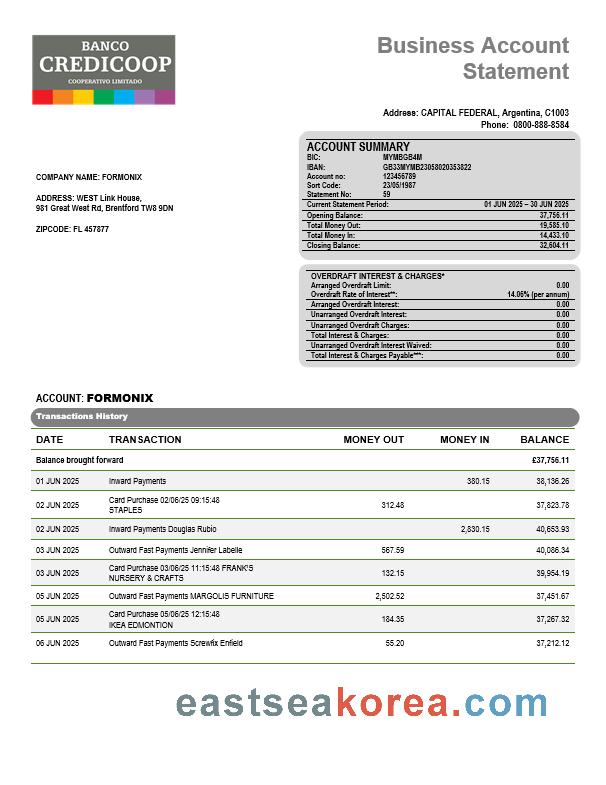 BANCO
CREDICOOP
COOPERATIVO LIMITADO
Business Account
Statement
Address: CAPITAL FEDERAL, Argentina, C1003
Phone: 0800-888-8584
COMPANY NAME: FORMONIX
ADDRESS: WEST Link House,
981 Great West Rd, Brentford TW8 9DN
ZIPCODE: FL 457877
ACCOUNT SUMMARY
BIC: MYMBGB4M
IBAN: GB33MYMB23058020353822
Account no: 123456789
Sort Code: 23/05/1987
Statement No: 59
Current Statement Period: 01 JUN 2025 – 30 JUN 2025
Opening Balance: 37,756.11
Total Money Out: 19,585.10
Total Money In: 14,433.10
Closing Balance: 32,604.11
OVERDRAFT INTEREST & CHARGES*
Arranged Overdraft Limit: 0.00
Overdraft Rate of Interest**: 14.06% (per annum)
Arranged Overdraft Interest: 0.00
Unarranged Overdraft Interest: 0.00
Unarranged Overdraft Charges: 0.00
Total Interest & Charges: 0.00
Unarranged Overdraft Interest Waived: 0.00
Total Interest & Charges Payable***: 0.00
ACCOUNT: FORMONIX
Transactions History
DATE TRANSACTION MONEY OUT MONEY IN BALANCE
Balance brought forward £37,756.11
01 JUN 2025 Inward Payments 380.15 38,136.26
02 JUN 2025 Card Purchase 02/06/25 09:15:48 312.48 37,823.78
STAPLES
02 JUN 2025 Inward Payments Douglas Rubio 2,830.15 40,653.93
03 JUN 2025 Outward Fast Payments Jennifer Labelle 567.59 40,086.34
03 JUN 2025 Card Purchase 03/06/25 11:15:48 FRANK'S 132.15 39,954.19
NURSERY & CRAFTS
05 JUN 2025 Outward Fast Payments MARGOLIS FURNITURE 2,502.52 37,451.67
05 JUN 2025 Card Purchase 05/06/25 12:15:48 184.35 37,267.32
IKEA EDMONTION
06 JUN 2025 Outward Fast Payments Screwfix Enfield 55.20 37,212.12
eastseakorea.com